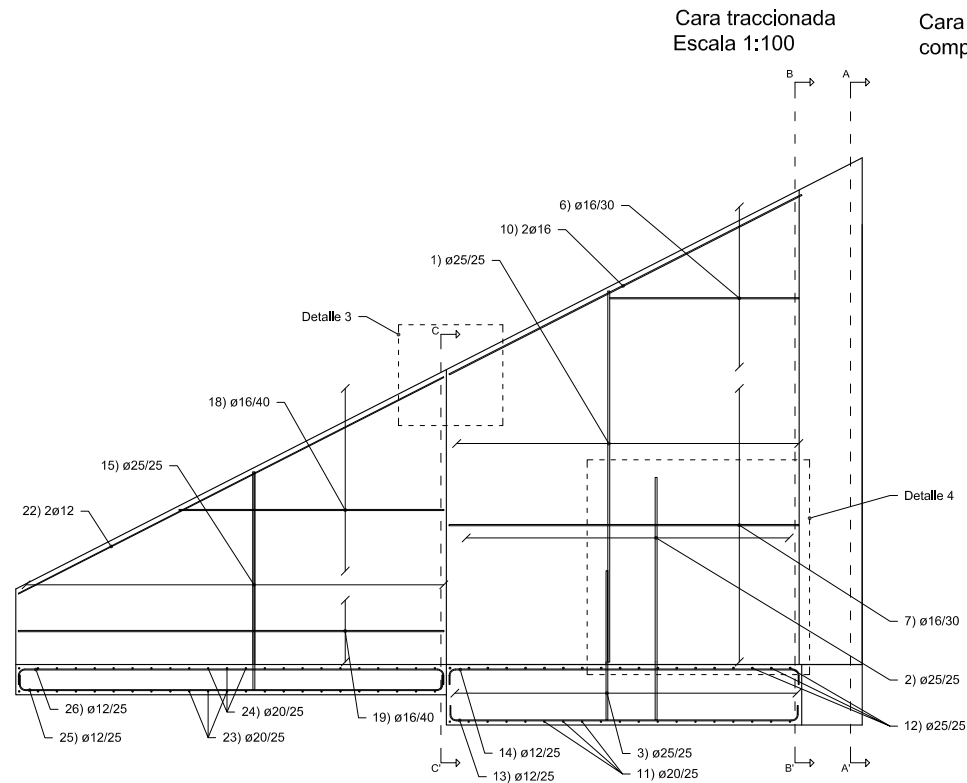 Cara traccionada
Escala 1:100
Cara
comp
B
A
6) ø16/30
10) 2ø16
1) ø25/25
Detalle 3
C
18) ø16/40
15) ø25/25
Detalle 4
22) 2ø12
7) ø16/30
2) ø25/25
26) ø12/25
24) ø20/25
19) ø16/40
12) ø25/25
25) ø12/25
23) ø20/25
14) ø12/25
3) ø25/25
13) ø12/25
11) ø20/25
C'
B'
A'